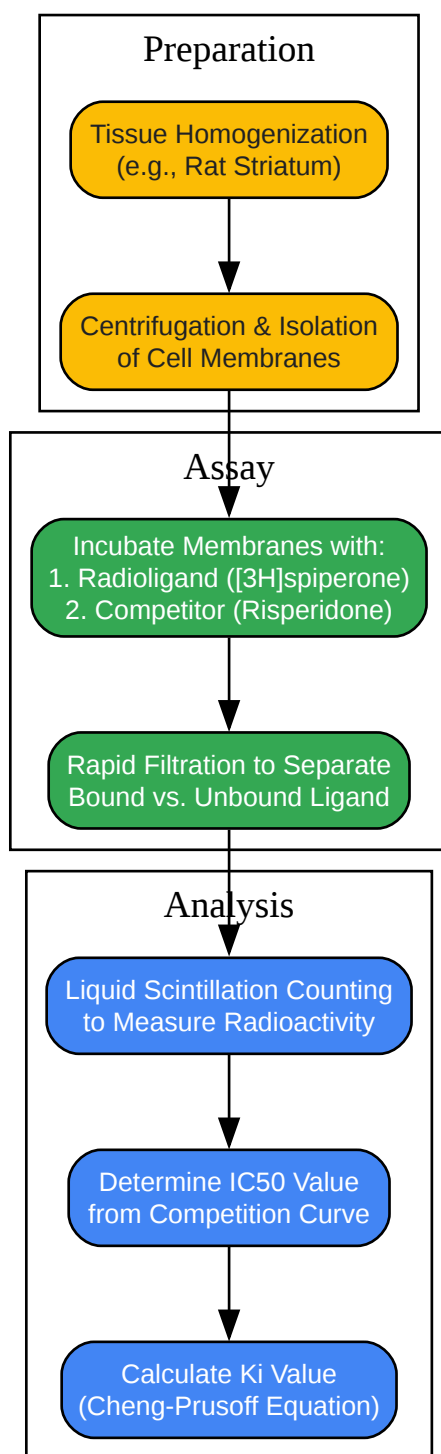 Preparation
Tissue Homogenization
(e.g., Rat Striatum)
Centrifugation & Isolation
of Cell Membranes
Assay
Incubate Membranes with:
1. Radioligand ([3H]spiperone)
2. Competitor (Risperidone)
Rapid Filtration to Separate
Bound vs. Unbound Ligand
Analysis
Liquid Scintillation Counting
to Measure Radioactivity
Determine IC50 Value
from Competition Curve
Calculate Ki Value
(Cheng-Prusoff Equation)